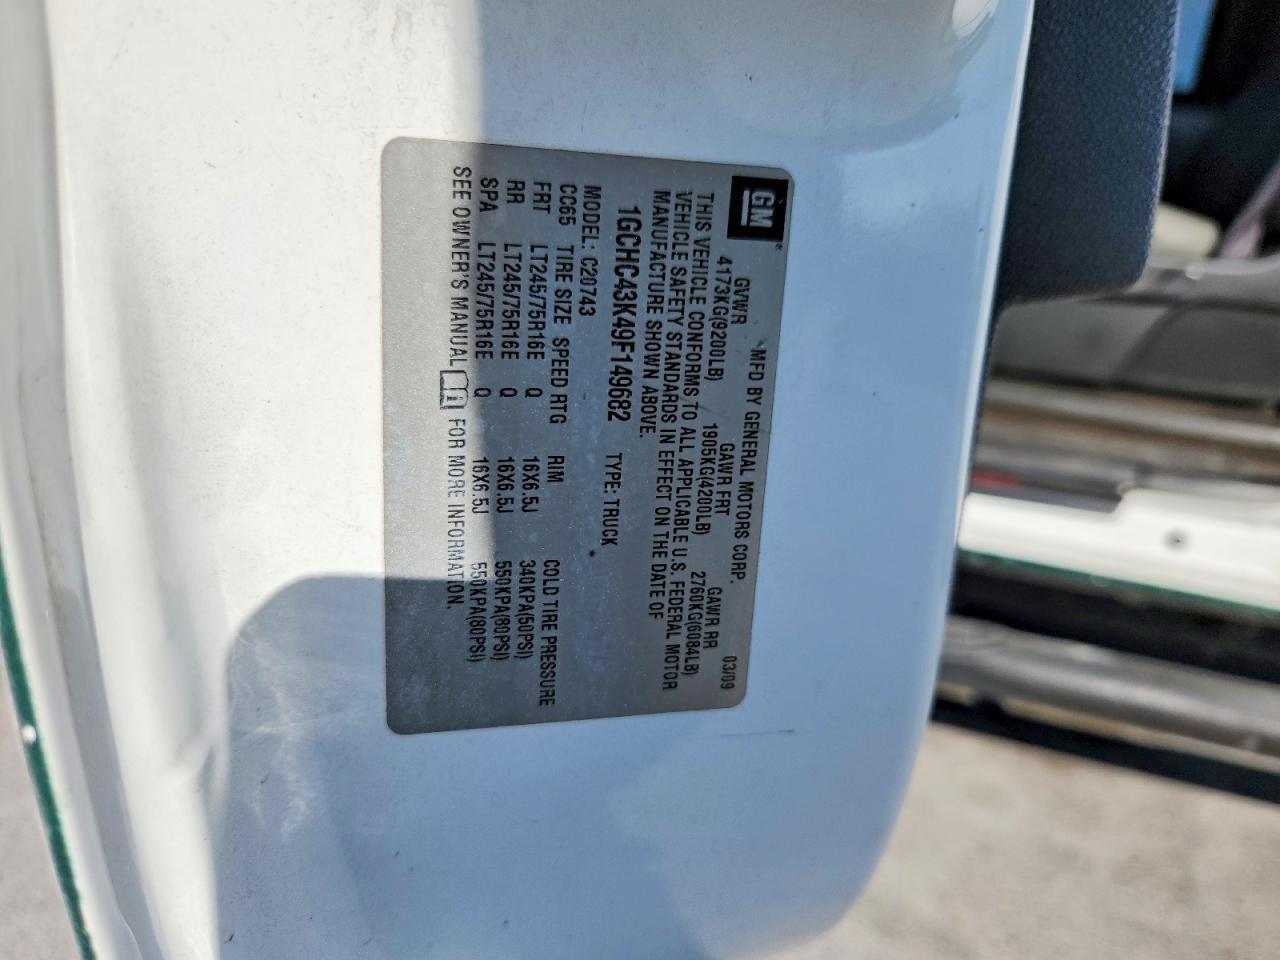 GM
MFD BY GENERAL MOTORS CORP. 03/09
GVWR GAWR FRT GAWR RR
4173KG(9200LB) 1905KG(4200LB) 2760KG(6084LB)
THIS VEHICLE CONFORMS TO ALL APPLICABLE U.S. FEDERAL MOTOR
VEHICLE SAFETY STANDARDS IN EFFECT ON THE DATE OF
MANUFACTURE SHOWN ABOVE.
1GCHC43K49F149682 TYPE: TRUCK
MODEL: C20743
CC65 TIRE SIZE SPEED RTG RIM COLD TIRE PRESSURE
FRT LT245/75R16E Q 16X6.5J 340KPA(50PSI)
RR LT245/75R16E Q 16X6.5J 550KPA(80PSI)
SPA LT245/75R16E Q 16X6.5J 550KPA(80PSI)
SEE OWNER'S MANUAL FOR MORE INFORMATION.